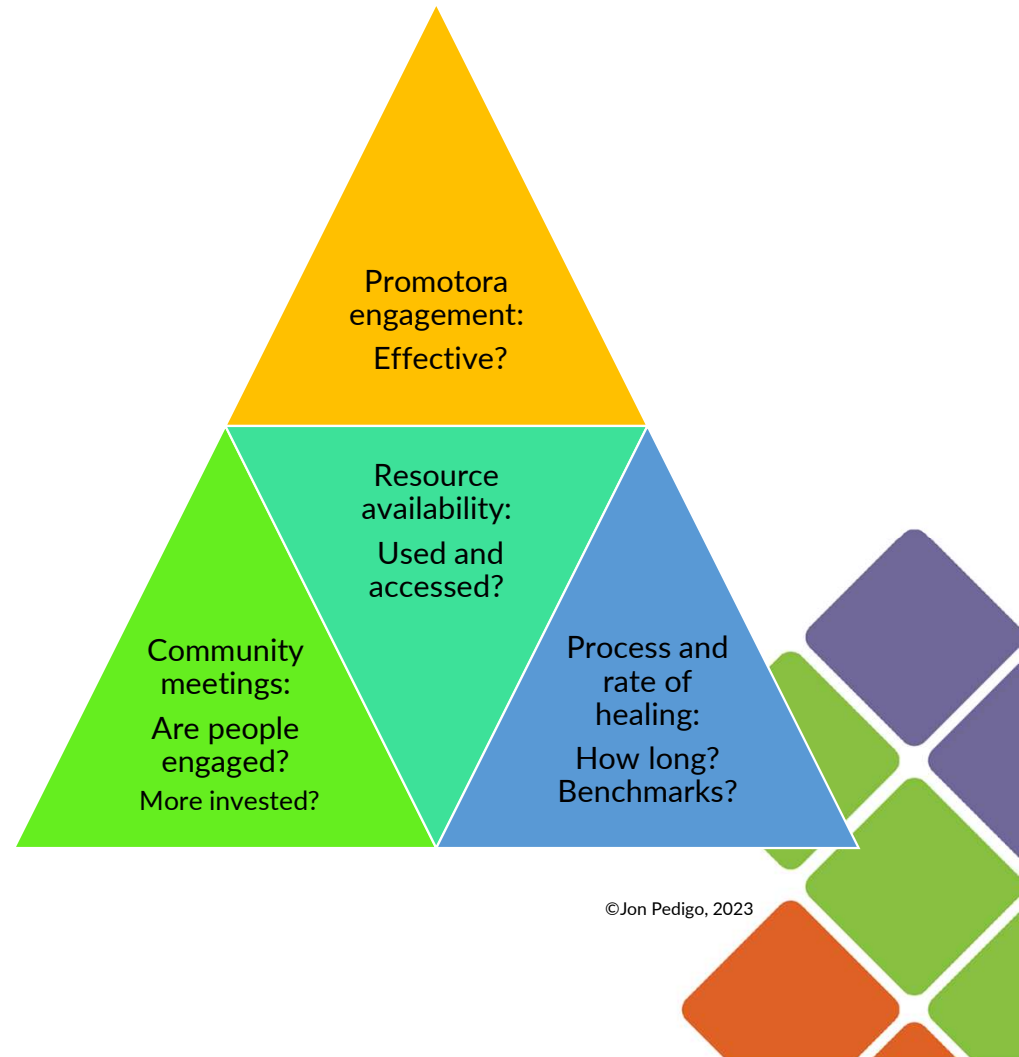 Promotora
engagement:
Effective?
Resource
availability:
Used and
accessed?
Community
meetings:
Are people
engaged?
More invested?
Process and
rate of
healing:
How long?
Benchmarks?
©Jon Pedigo, 2023